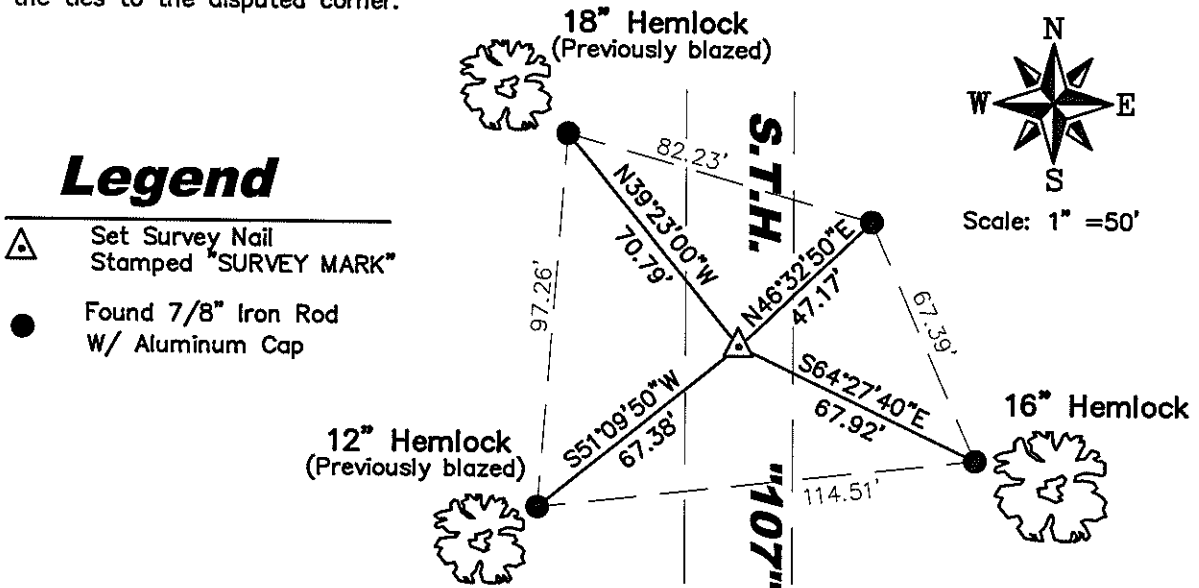 the ties to the disputed corner.
18" Hemlock
(Previously blazed)
N
W
E
S
Scale: 1" =50'
Legend
Set Survey Nail
Stamped "SURVEY MARK"
Found 7/8" Iron Rod
W/ Aluminum Cap
S.T.H.
82.23'
N39°23'00"W
70.79'
N46°32'50"E
47.17'
97.26'
67.39'
S64°27'40"E
67.92'
S51°09'50"W
67.38'
16" Hemlock
12" Hemlock
(Previously blazed)
114.51'
"107"